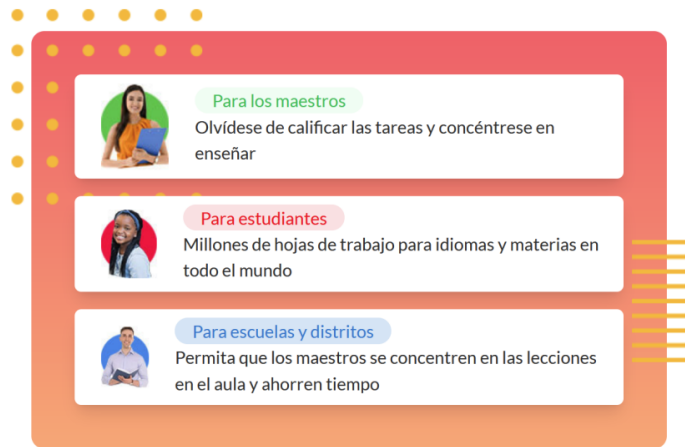 Para los maestros
Olvídese de calificar las tareas y concéntrese en
enseñar
Para estudiantes
Millones de hojas de trabajo para idiomas y materias en
todo el mundo
Para escuelas y distritos
Permita que los maestros se concentren en las lecciones
en el aula y ahorren tiempo